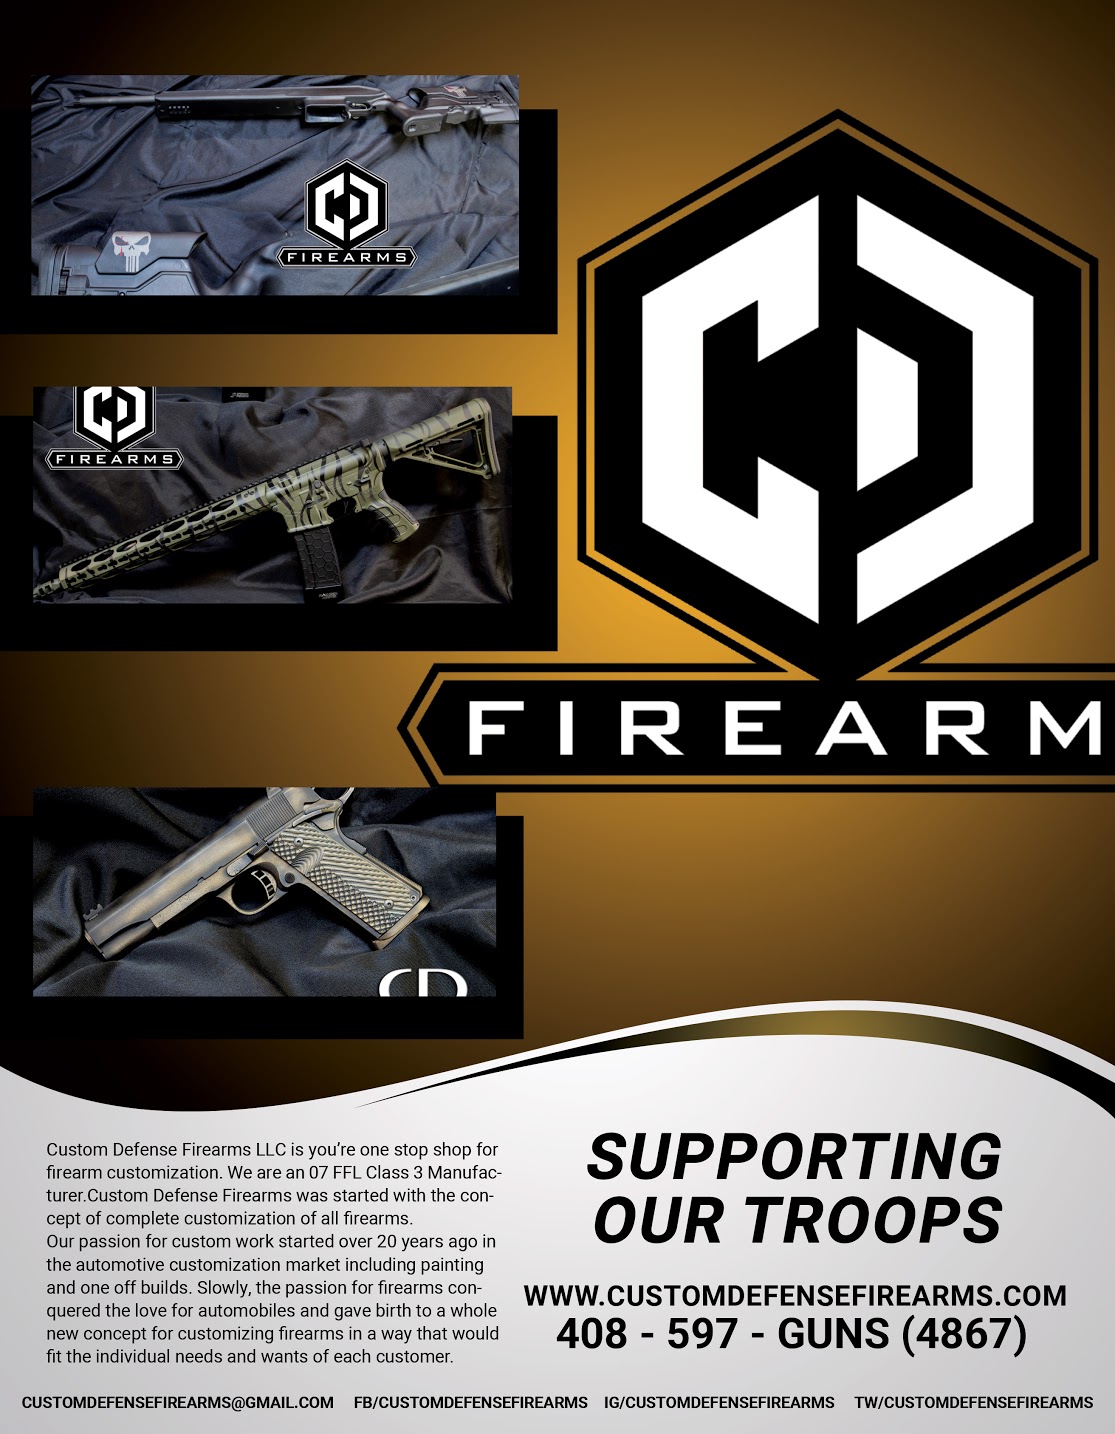 FIREARMS
FIREARMS
FIREARM
CD
Custom Defense Firearms LLC is you’re one stop shop for
firearm customization. We are an 07 FFL Class 3 Manufac-
turer.Custom Defense Firearms was started with the con-
cept of complete customization of all firearms.
Our passion for custom work started over 20 years ago in
the automotive customization market including painting
and one off builds. Slowly, the passion for firearms con-
quered the love for automobiles and gave birth to a whole
new concept for customizing firearms in a way that would
fit the individual needs and wants of each customer.
SUPPORTING
OUR TROOPS
WWW.CUSTOMDEFENSEFIREARMS.COM
408 - 597 - GUNS (4867)
CUSTOMDEFENSEFIREARMS@GMAIL.COM FB/CUSTOMDEFENSEFIREARMS IG/CUSTOMDEFENSEFIREARMS TW/CUSTOMDEFENSEFIREARMS